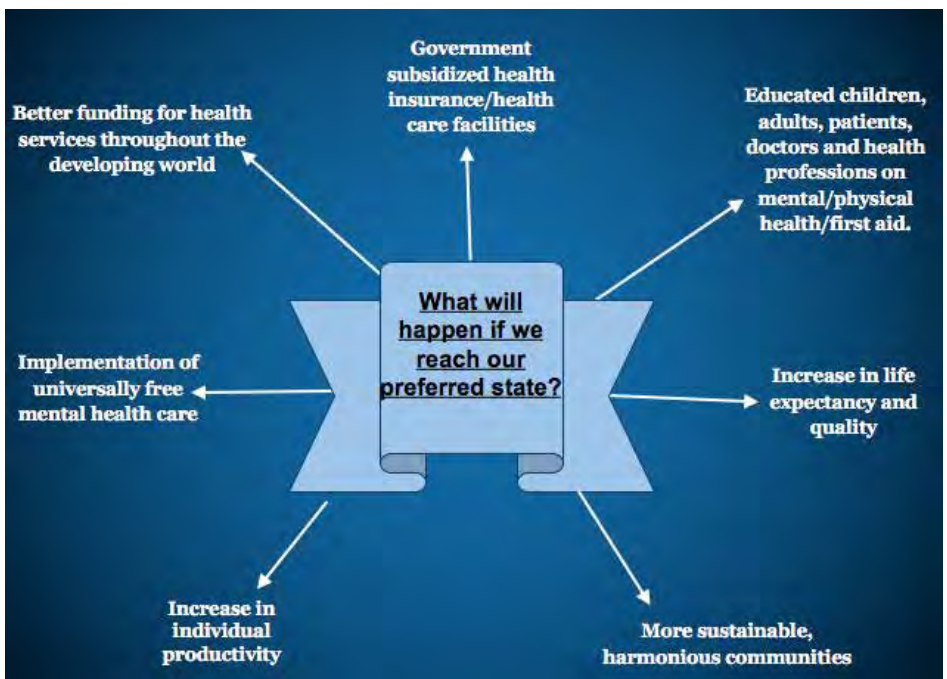 Government
subsidized health
insurance/health
care facilities
Better funding for health
services throughout the
developing world
Educated children,
adults, patients,
doctors and health
professions on
mental/physical
health/first aid.
What will
happen if we
reach our
preferred state?
Implementation of
universally free
mental health care
Increase in life
expectancy and
quality
Increase in
individual
productivity
More sustainable,
harmonious communities